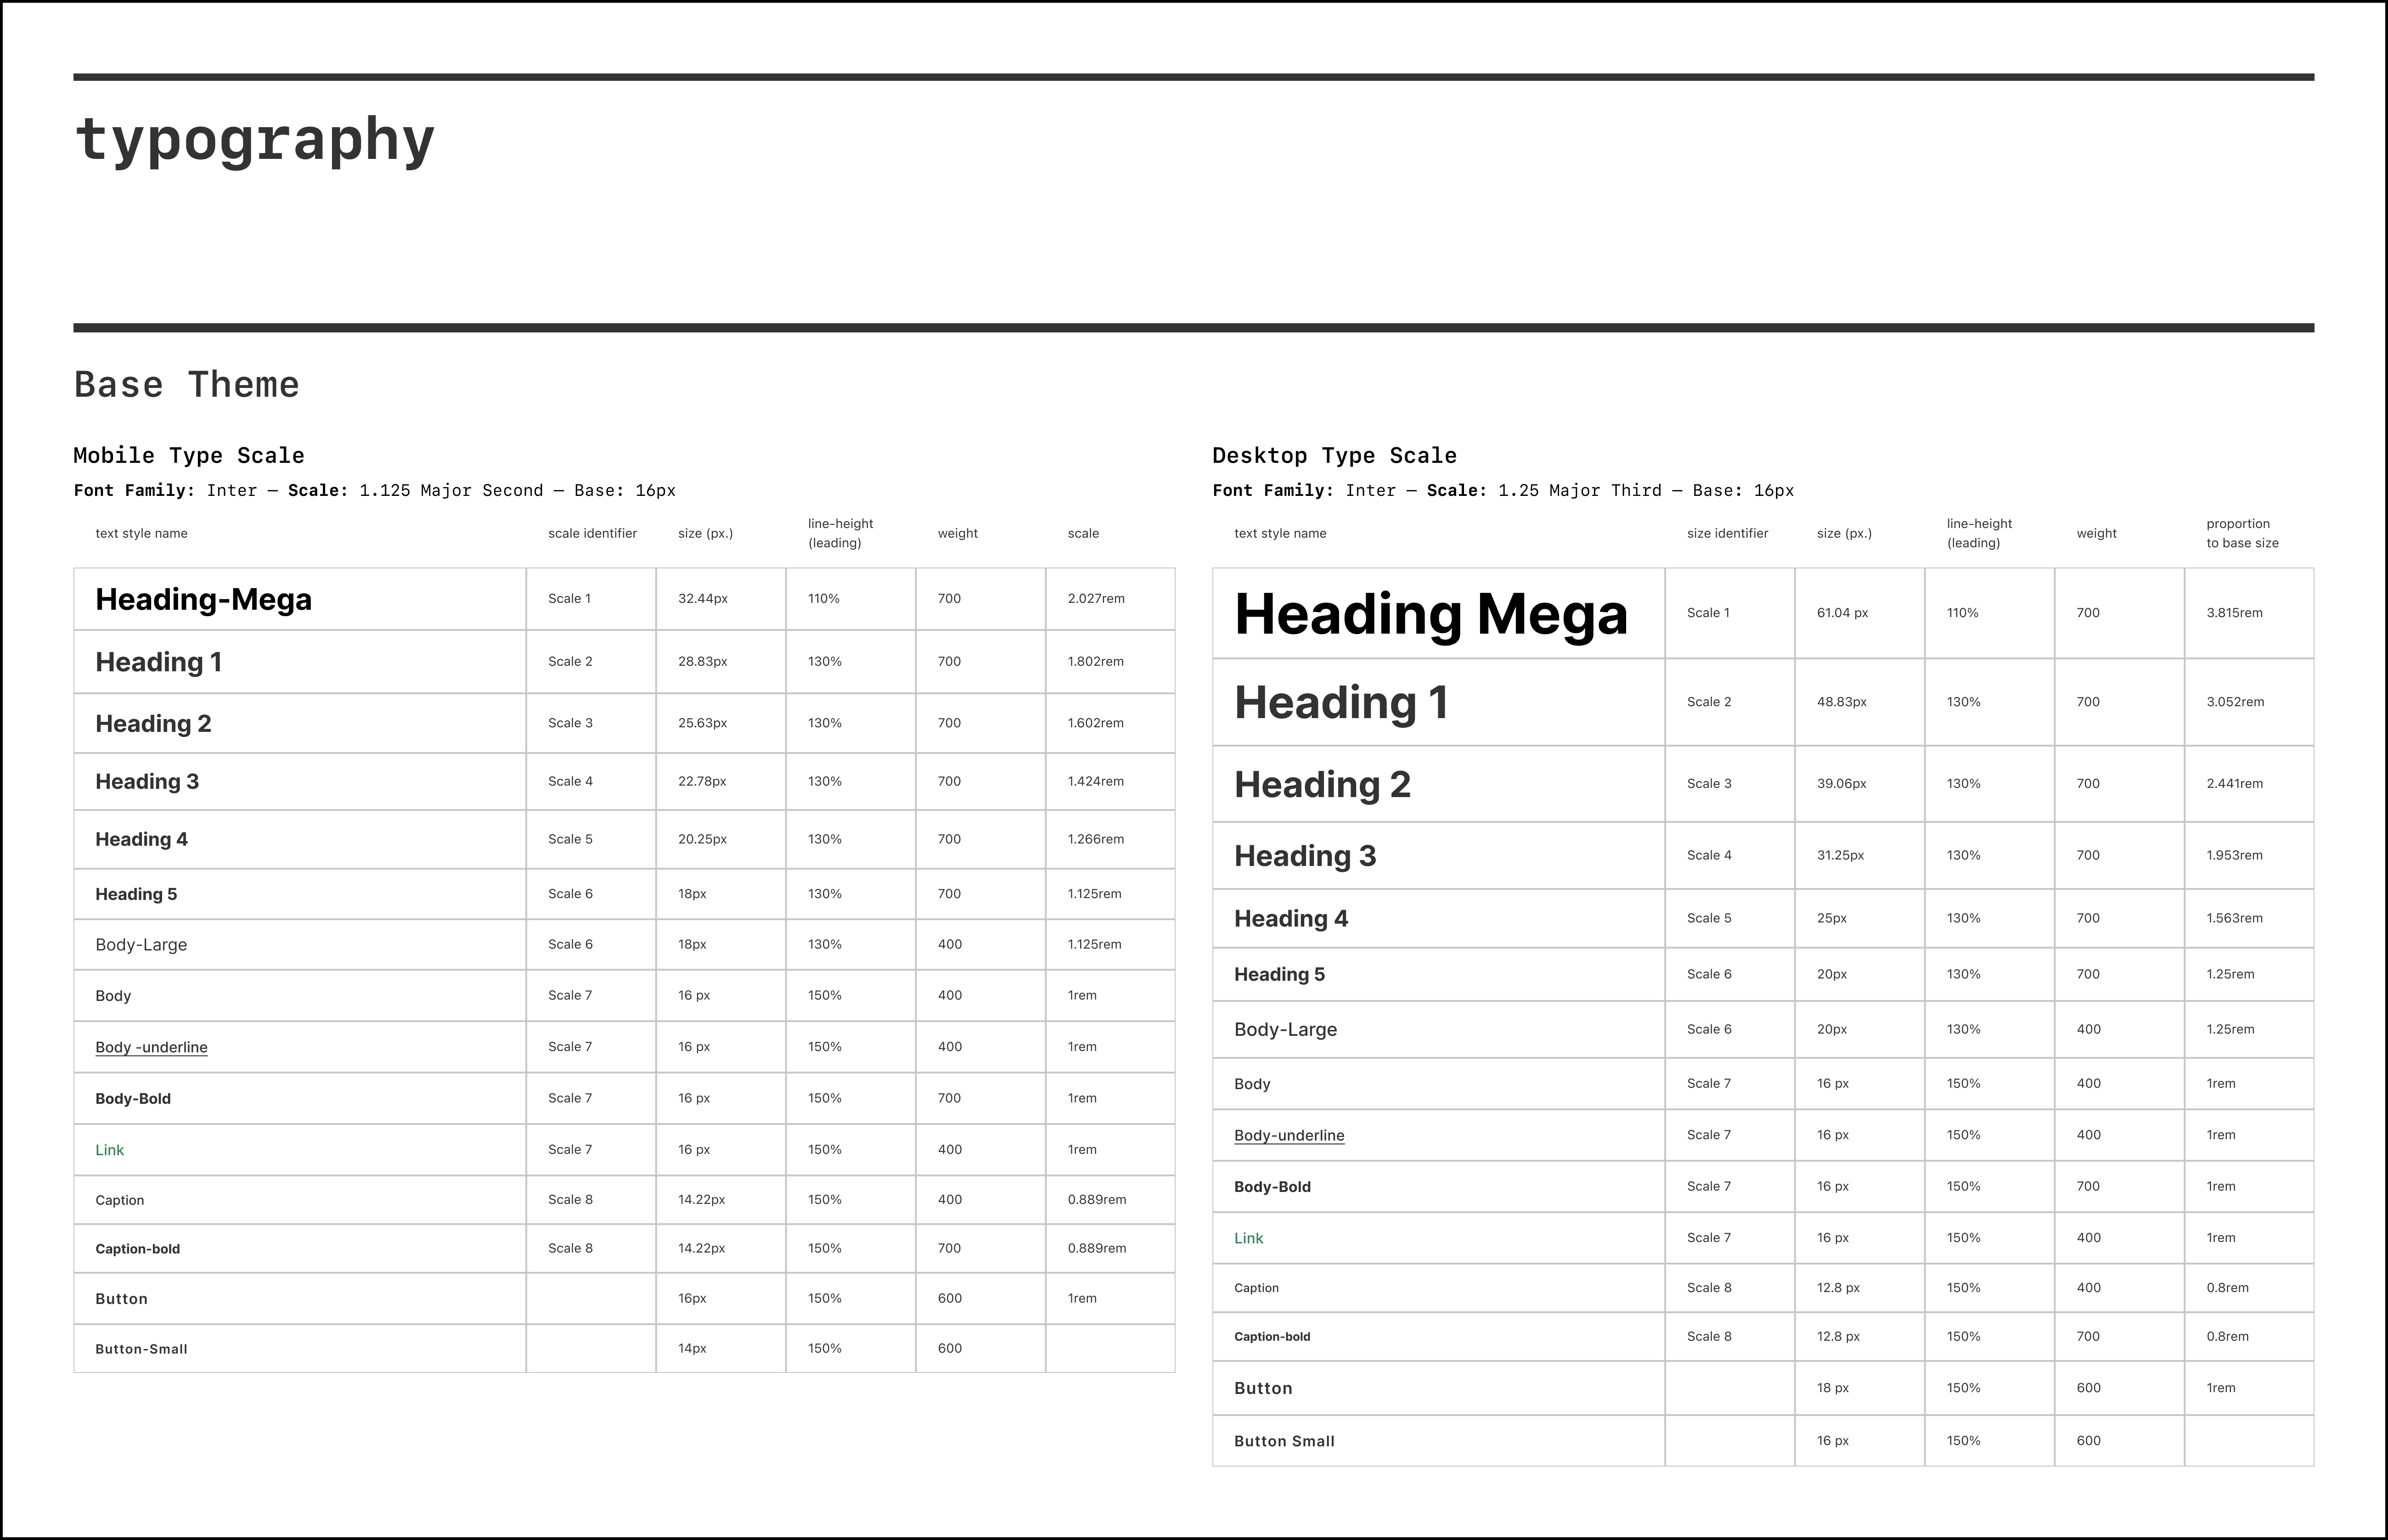 typography
Base Theme
Mobile Type Scale
Font Family: Inter — Scale: 1.125 Major Second — Base: 16px
text style name scale identifier size (px.) line-height (leading) weight scale
Heading-Mega Scale 1 32.44px 110% 700 2.027rem
Heading 1 Scale 2 28.83px 130% 700 1.802rem
Heading 2 Scale 3 25.63px 130% 700 1.602rem
Heading 3 Scale 4 22.78px 130% 700 1.424rem
Heading 4 Scale 5 20.25px 130% 700 1.266rem
Heading 5 Scale 6 18px 130% 700 1.125rem
Body-Large Scale 6 18px 130% 400 1.125rem
Body Scale 7 16 px 150% 400 1rem
Body -underline Scale 7 16 px 150% 400 1rem
Body-Bold Scale 7 16 px 150% 700 1rem
Link Scale 7 16 px 150% 400 1rem
Caption Scale 8 14.22px 150% 400 0.889rem
Caption-bold Scale 8 14.22px 150% 700 0.889rem
Button 16px 150% 600 1rem
Button-Small 14px 150% 600
Desktop Type Scale
Font Family: Inter — Scale: 1.25 Major Third — Base: 16px
text style name size identifier size (px.) line-height (leading) weight proportion to base size
Heading Mega Scale 1 61.04 px 110% 700 3.815rem
Heading 1 Scale 2 48.83px 130% 700 3.052rem
Heading 2 Scale 3 39.06px 130% 700 2.441rem
Heading 3 Scale 4 31.25px 130% 700 1.953rem
Heading 4 Scale 5 25px 130% 700 1.563rem
Heading 5 Scale 6 20px 130% 700 1.25rem
Body-Large Scale 6 20px 130% 400 1.25rem
Body Scale 7 16 px 150% 400 1rem
Body-underline Scale 7 16 px 150% 400 1rem
Body-Bold Scale 7 16 px 150% 700 1rem
Link Scale 7 16 px 150% 400 1rem
Caption Scale 8 12.8 px 150% 400 0.8rem
Caption-bold Scale 8 12.8 px 150% 700 0.8rem
Button 18 px 150% 600 1rem
Button Small 16 px 150% 600